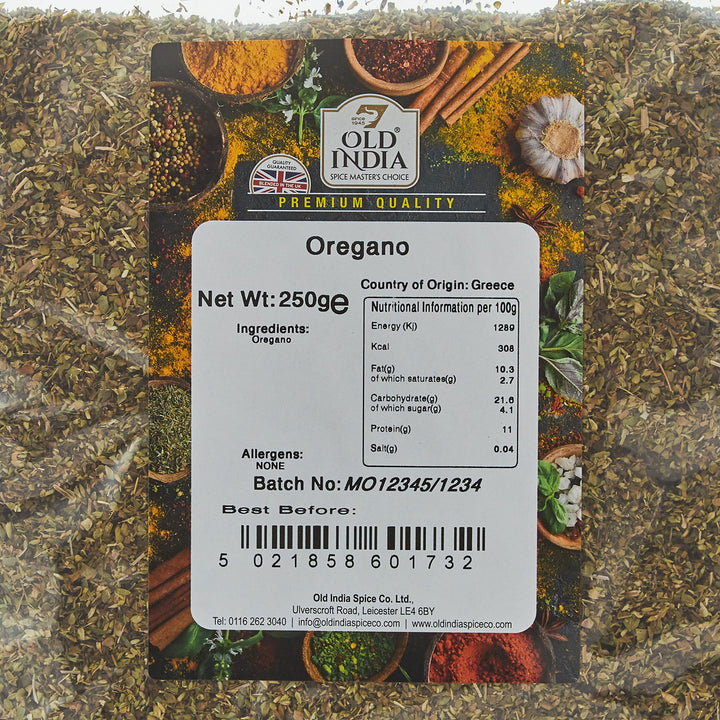 since
1945
OLD
INDIA®
SPICE MASTER'S CHOICE
QUALITY
GUARANTEED
BLENDED IN THE UK
PREMIUM QUALITY
Oregano
Country of Origin: Greece
Net Wt: 250g℮
Nutritional Information per 100g
Ingredients:
Oregano
Energy (Kj) 1289
Kcal 308
Fat(g) 10.3
of which saturates(g) 2.7
Carbohydrate(g) 21.6
of which sugar(g) 4.1
Protein(g) 11
Salt(g) 0.04
Allergens:
NONE
Batch No: MO12345/1234
Best Before:
5 021858 601732
Old India Spice Co. Ltd.,
Ulverscroft Road, Leicester LE4 6BY
Tel: 0116 262 3040 | info@oldindiaspiceco.com | www.oldindiaspiceco.com